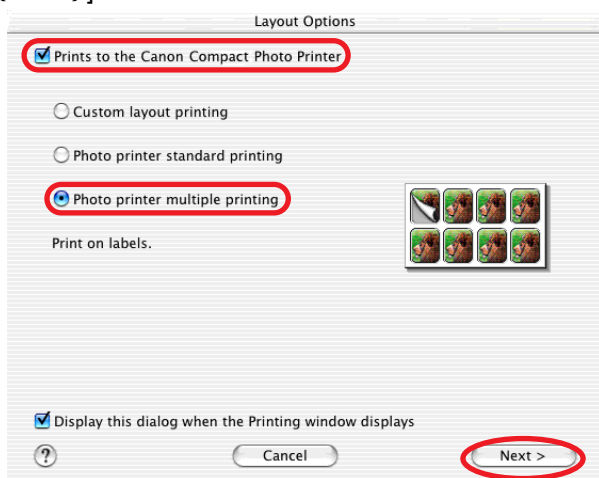 Layout Options
Prints to the Canon Compact Photo Printer
Custom layout printing
Photo printer standard printing
Photo printer multiple printing
Print on labels.
Display this dialog when the Printing window displays
? Cancel Next >